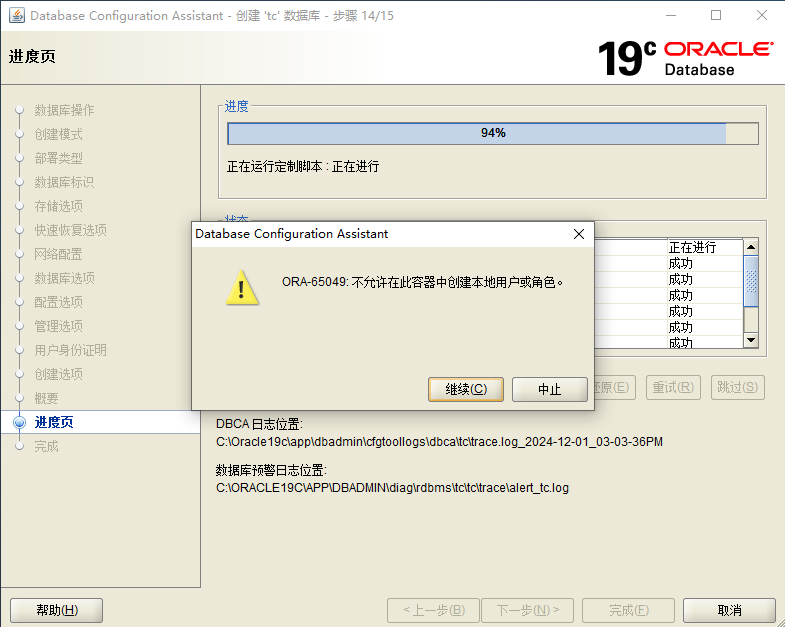 Database Configuration Assistant - 创建 'tc' 数据库 - 步骤 14/15
进度页
19c ORACLE
Database
数据库操作
创建模式
部署类型
数据库标识
存储选项
快速恢复选项
网络配置
数据库选项
配置选项
管理选项
用户身份证明
创建选项
概要
进度页
完成
进度
94%
正在运行定制脚本 : 正在进行
状态
正在进行
成功
成功
成功
成功
成功
成功
Database Configuration Assistant
ORA-65049: 不允许在此容器中创建本地用户或角色。
继续(C)
中止
还原(E)
重试(R)
跳过(S)
DBCA 日志位置:
C:\Oracle19c\app\dbadmin\cfgtoollogs\dbca\tc\trace.log_2024-12-01_03-03-36PM
数据库预警日志位置:
C:\ORACLE19C\APP\DBADMIN\diag\rdbms\tc\tc\trace\alert_tc.log
帮助(H)
< 上一步(B)
下一步(N) >
完成(F)
取消